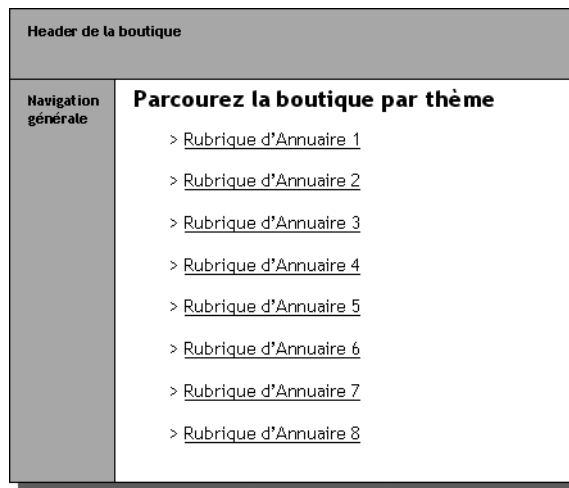 Header de la boutique
Navigation
générale
Parcourez la boutique par thème
> Rubrique d'Annuaire 1
> Rubrique d'Annuaire 2
> Rubrique d'Annuaire 3
> Rubrique d'Annuaire 4
> Rubrique d'Annuaire 5
> Rubrique d'Annuaire 6
> Rubrique d'Annuaire 7
> Rubrique d'Annuaire 8